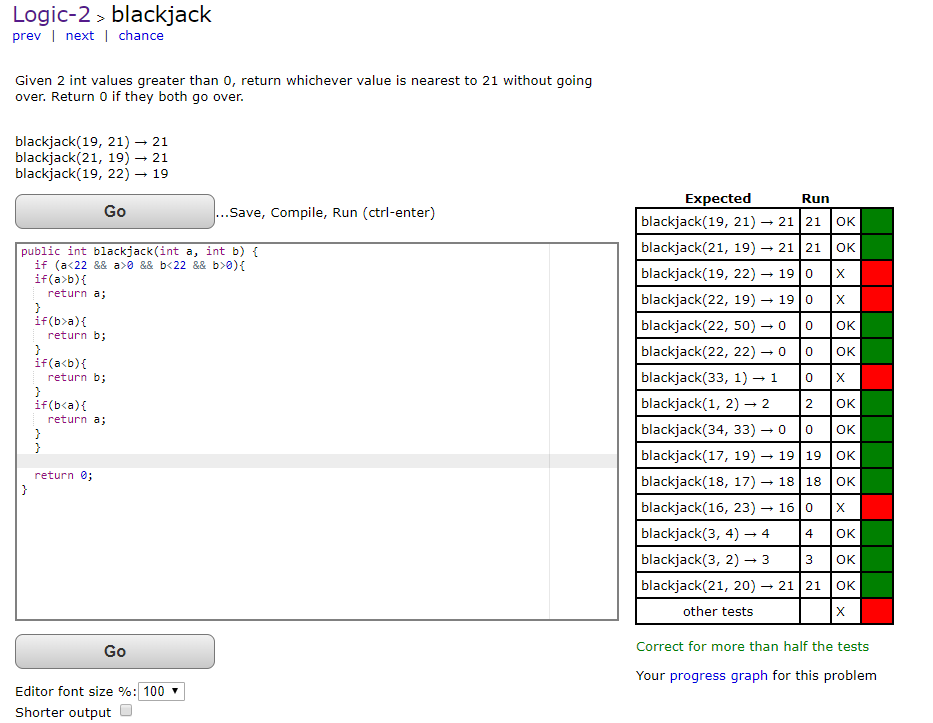 Logic-2 > blackjack
prev | next | chance
Given 2 int values greater than 0, return whichever value is nearest to 21 without going
over. Return 0 if they both go over.
blackjack(19, 21) → 21
blackjack(21, 19) → 21
blackjack(19, 22) → 19
Go
...Save, Compile, Run (ctrl-enter)
public int blackjack(int a, int b) {
if (a<22 && a>0 && b<22 && b>0){
if(a>b){
return a;
}
if(b>a){
return b;
}
if(a<b){
return b;
}
if(b<a){
return a;
}
}
return 0;
}
Go
Editor font size %: 100 ▼
Shorter output
Expected Run
blackjack(19, 21) → 21 21 OK
blackjack(21, 19) → 21 21 OK
blackjack(19, 22) → 19 0 X
blackjack(22, 19) → 19 0 X
blackjack(22, 50) → 0 0 OK
blackjack(22, 22) → 0 0 OK
blackjack(33, 1) → 1 0 X
blackjack(1, 2) → 2 2 OK
blackjack(34, 33) → 0 0 OK
blackjack(17, 19) → 19 19 OK
blackjack(18, 17) → 18 18 OK
blackjack(16, 23) → 16 0 X
blackjack(3, 4) → 4 4 OK
blackjack(3, 2) → 3 3 OK
blackjack(21, 20) → 21 21 OK
other tests X
Correct for more than half the tests
Your progress graph for this problem